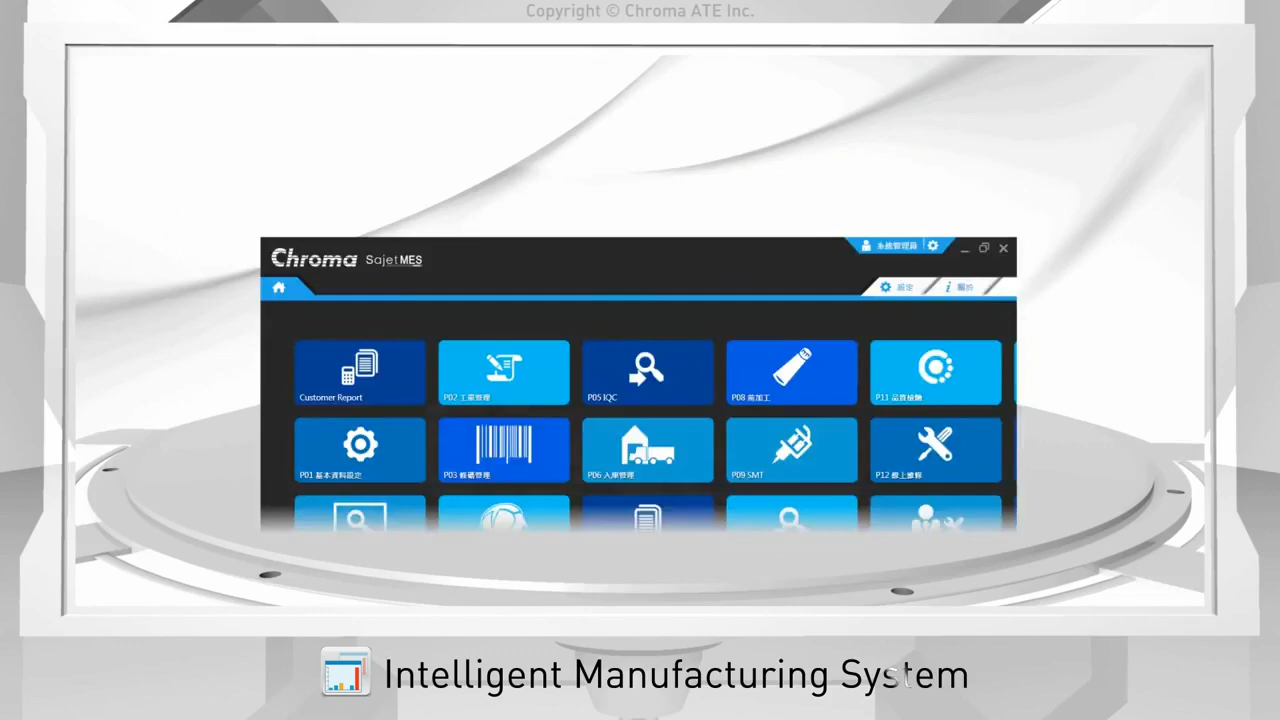 Copyright © Chroma ATE Inc.
Chroma Sajet MES
系統管理員
設定
關於
Customer Report
P02 工單管理
P05 IQC
P08 前加工
P11 品質檢驗
P01 基本資料設定
P03 條碼管理
P06 入庫管理
P09 SMT
P12 線上維修
Intelligent Manufacturing System